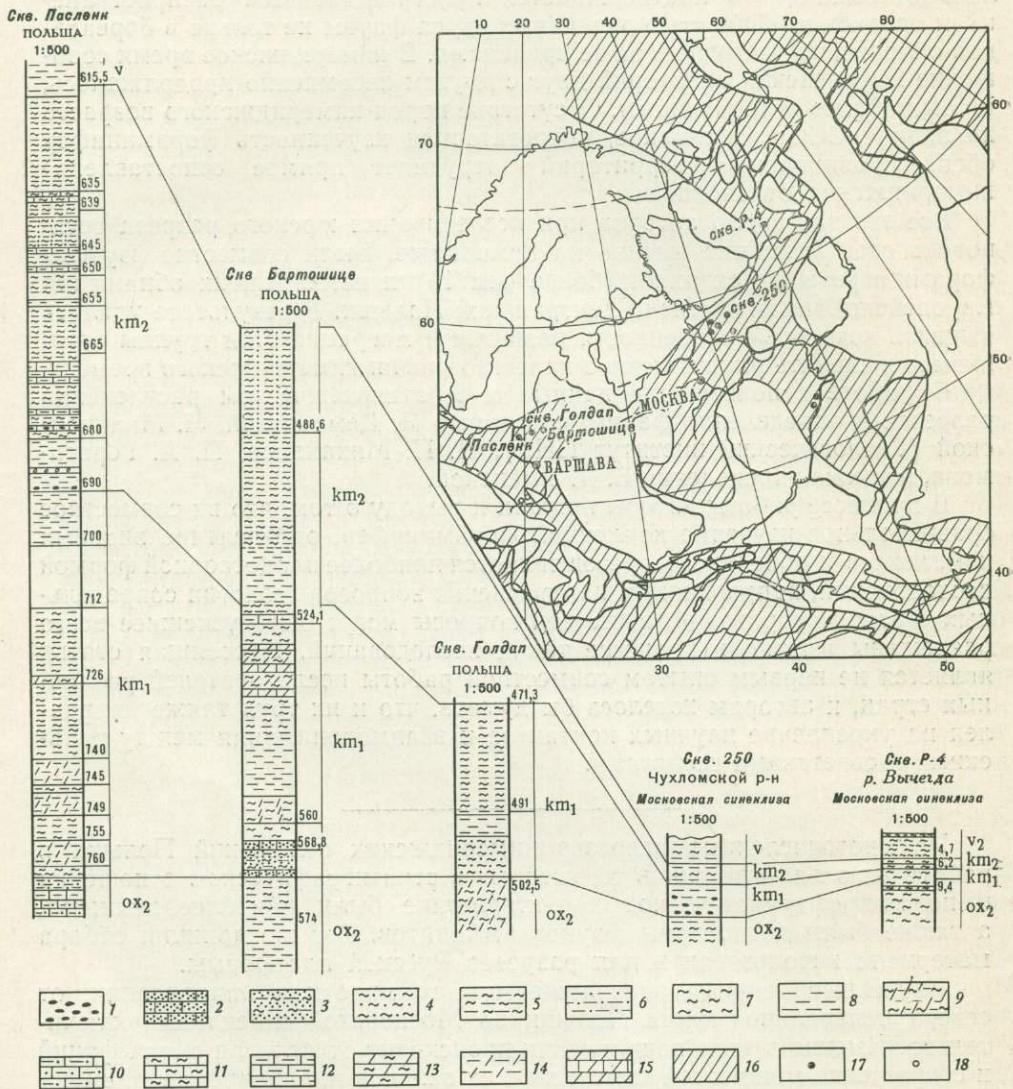 Скв. Пасленк
ПОЛЬША
1:500
615,5
635
639
645
650
655
665
680
690
700
712
726
740
745
749
755
760
v
km2
km1
ox2
Скв Бартошице
ПОЛЬША
1:500
488,6
524,1
560
568,8
574
km2
km1
ox2
Скв. Голдап
ПОЛЬША
1:500
471,3
491
502,5
km1
ox2
Скв. 250
Чухломской р-н
Московская синеклиза
1:500
v
km2
km1
ox2
Скв. Р-4
р. Вычегда
Московская синеклиза
1:500
4,7
6,2
9,4
v2
km2
km1
ox2
10 20 30 40 50 60 70 80
70
60
60
50
40
20
30
40
50
скв. Р.4
скв. 250
МОСКВА
скв. Голдап
Бартошице
Пасленк
ВАРШАВА
1 2 3 4 5 6 7 8 9
10 11 12 13 14 15 16 17 18